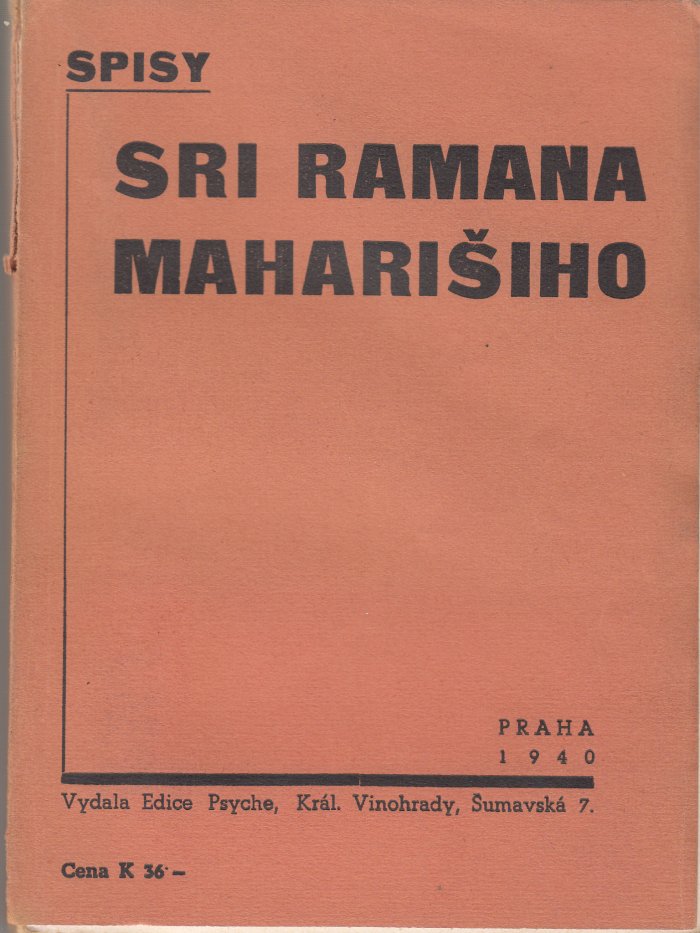 SPISY
SRI RAMANA
MAHARIŠIHO
PRAHA
1940
Vydala Edice Psyche, Král. Vinohrady, Šumavská 7.
Cena K 36·–